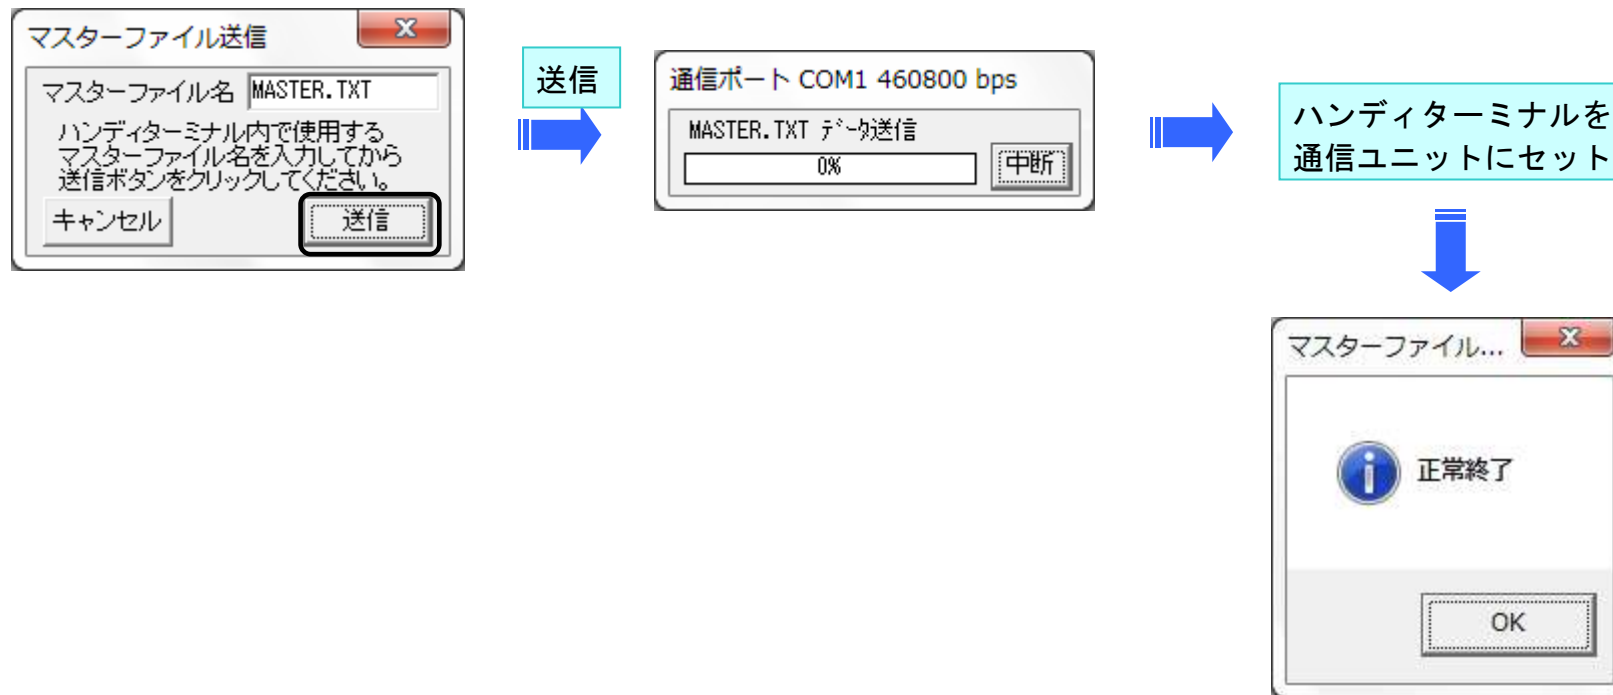 マスターファイル送信
マスターファイル名 MASTER.TXT
ハンディターミナル内で使用する
マスターファイル名を入力してから
送信ボタンをクリックしてください。
キャンセル 送信
送信
通信ポート COM1 460800 bps
MASTER.TXT ﾃﾞｰﾀ送信
0% 中断
ハンディターミナルを
通信ユニットにセット
マスターファイル...
正常終了
OK